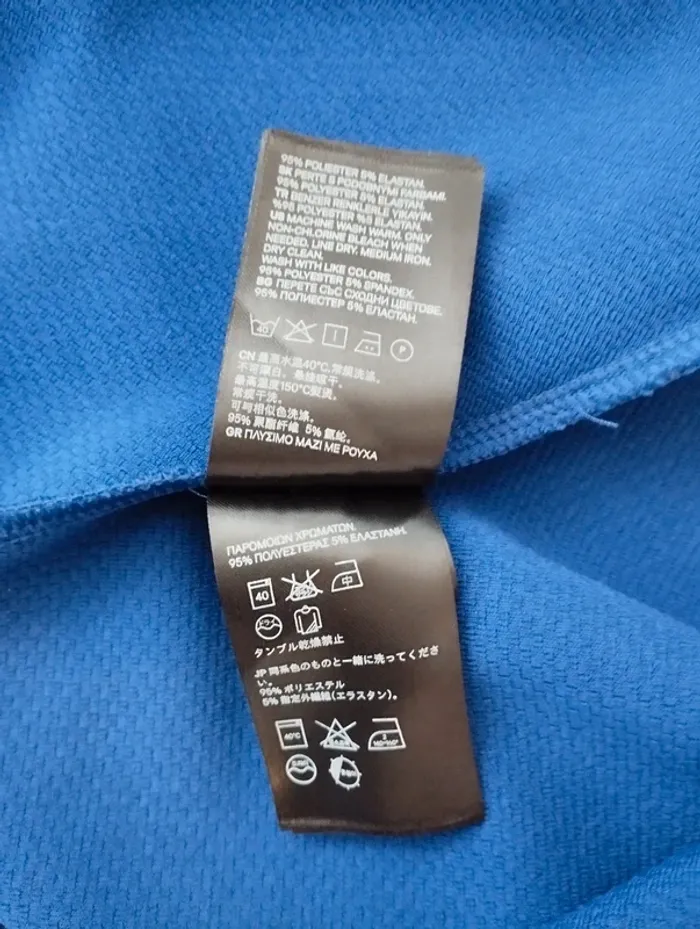 95% POLIESTER 5% ELASTAN.
SK PERTE S PODOBNÝMI FARBAMI.
95% POLYESTER 5% ELASTAN.
TR BENZER RENKLERLE YIKAYIN.
%95 POLYESTER %5 ELASTAN.
US MACHINE WASH WARM. ONLY
NON-CHLORINE BLEACH WHEN
NEEDED. LINE DRY. MEDIUM IRON.
DRY CLEAN.
WASH WITH LIKE COLORS.
95% POLYESTER 5% SPANDEX.
BG ПЕРЕТЕ СЪС СХОДНИ ЦВЕТОВЕ.
95% ПОЛИЕСТЕР 5% ЕЛАСТАН.
40 P
CN 最高水温40°C,常规洗涤。
不可漂白。悬挂晾干。
最高温度150°C熨烫。
常规干洗。
可与相似色洗涤。
95% 聚酯纤维 5% 氨纶。
GR ΠΛΥΣΙΜΟ ΜΑΖΙ ΜΕ ΡΟΥΧΑ
ΠΑΡΟΜΟΙΩΝ ΧΡΩΜΑΤΩΝ.
95% ΠΟΛΥΕΣΤΕΡΑΣ 5% ΕΛΑΣΤΑΝΗ.
40 中
ドライ
タンブル乾燥禁止
JP 同系色のものと一緒に洗ってくださ
い。
95% ポリエステル
5% 指定外繊維(エラスタン)。
40°C